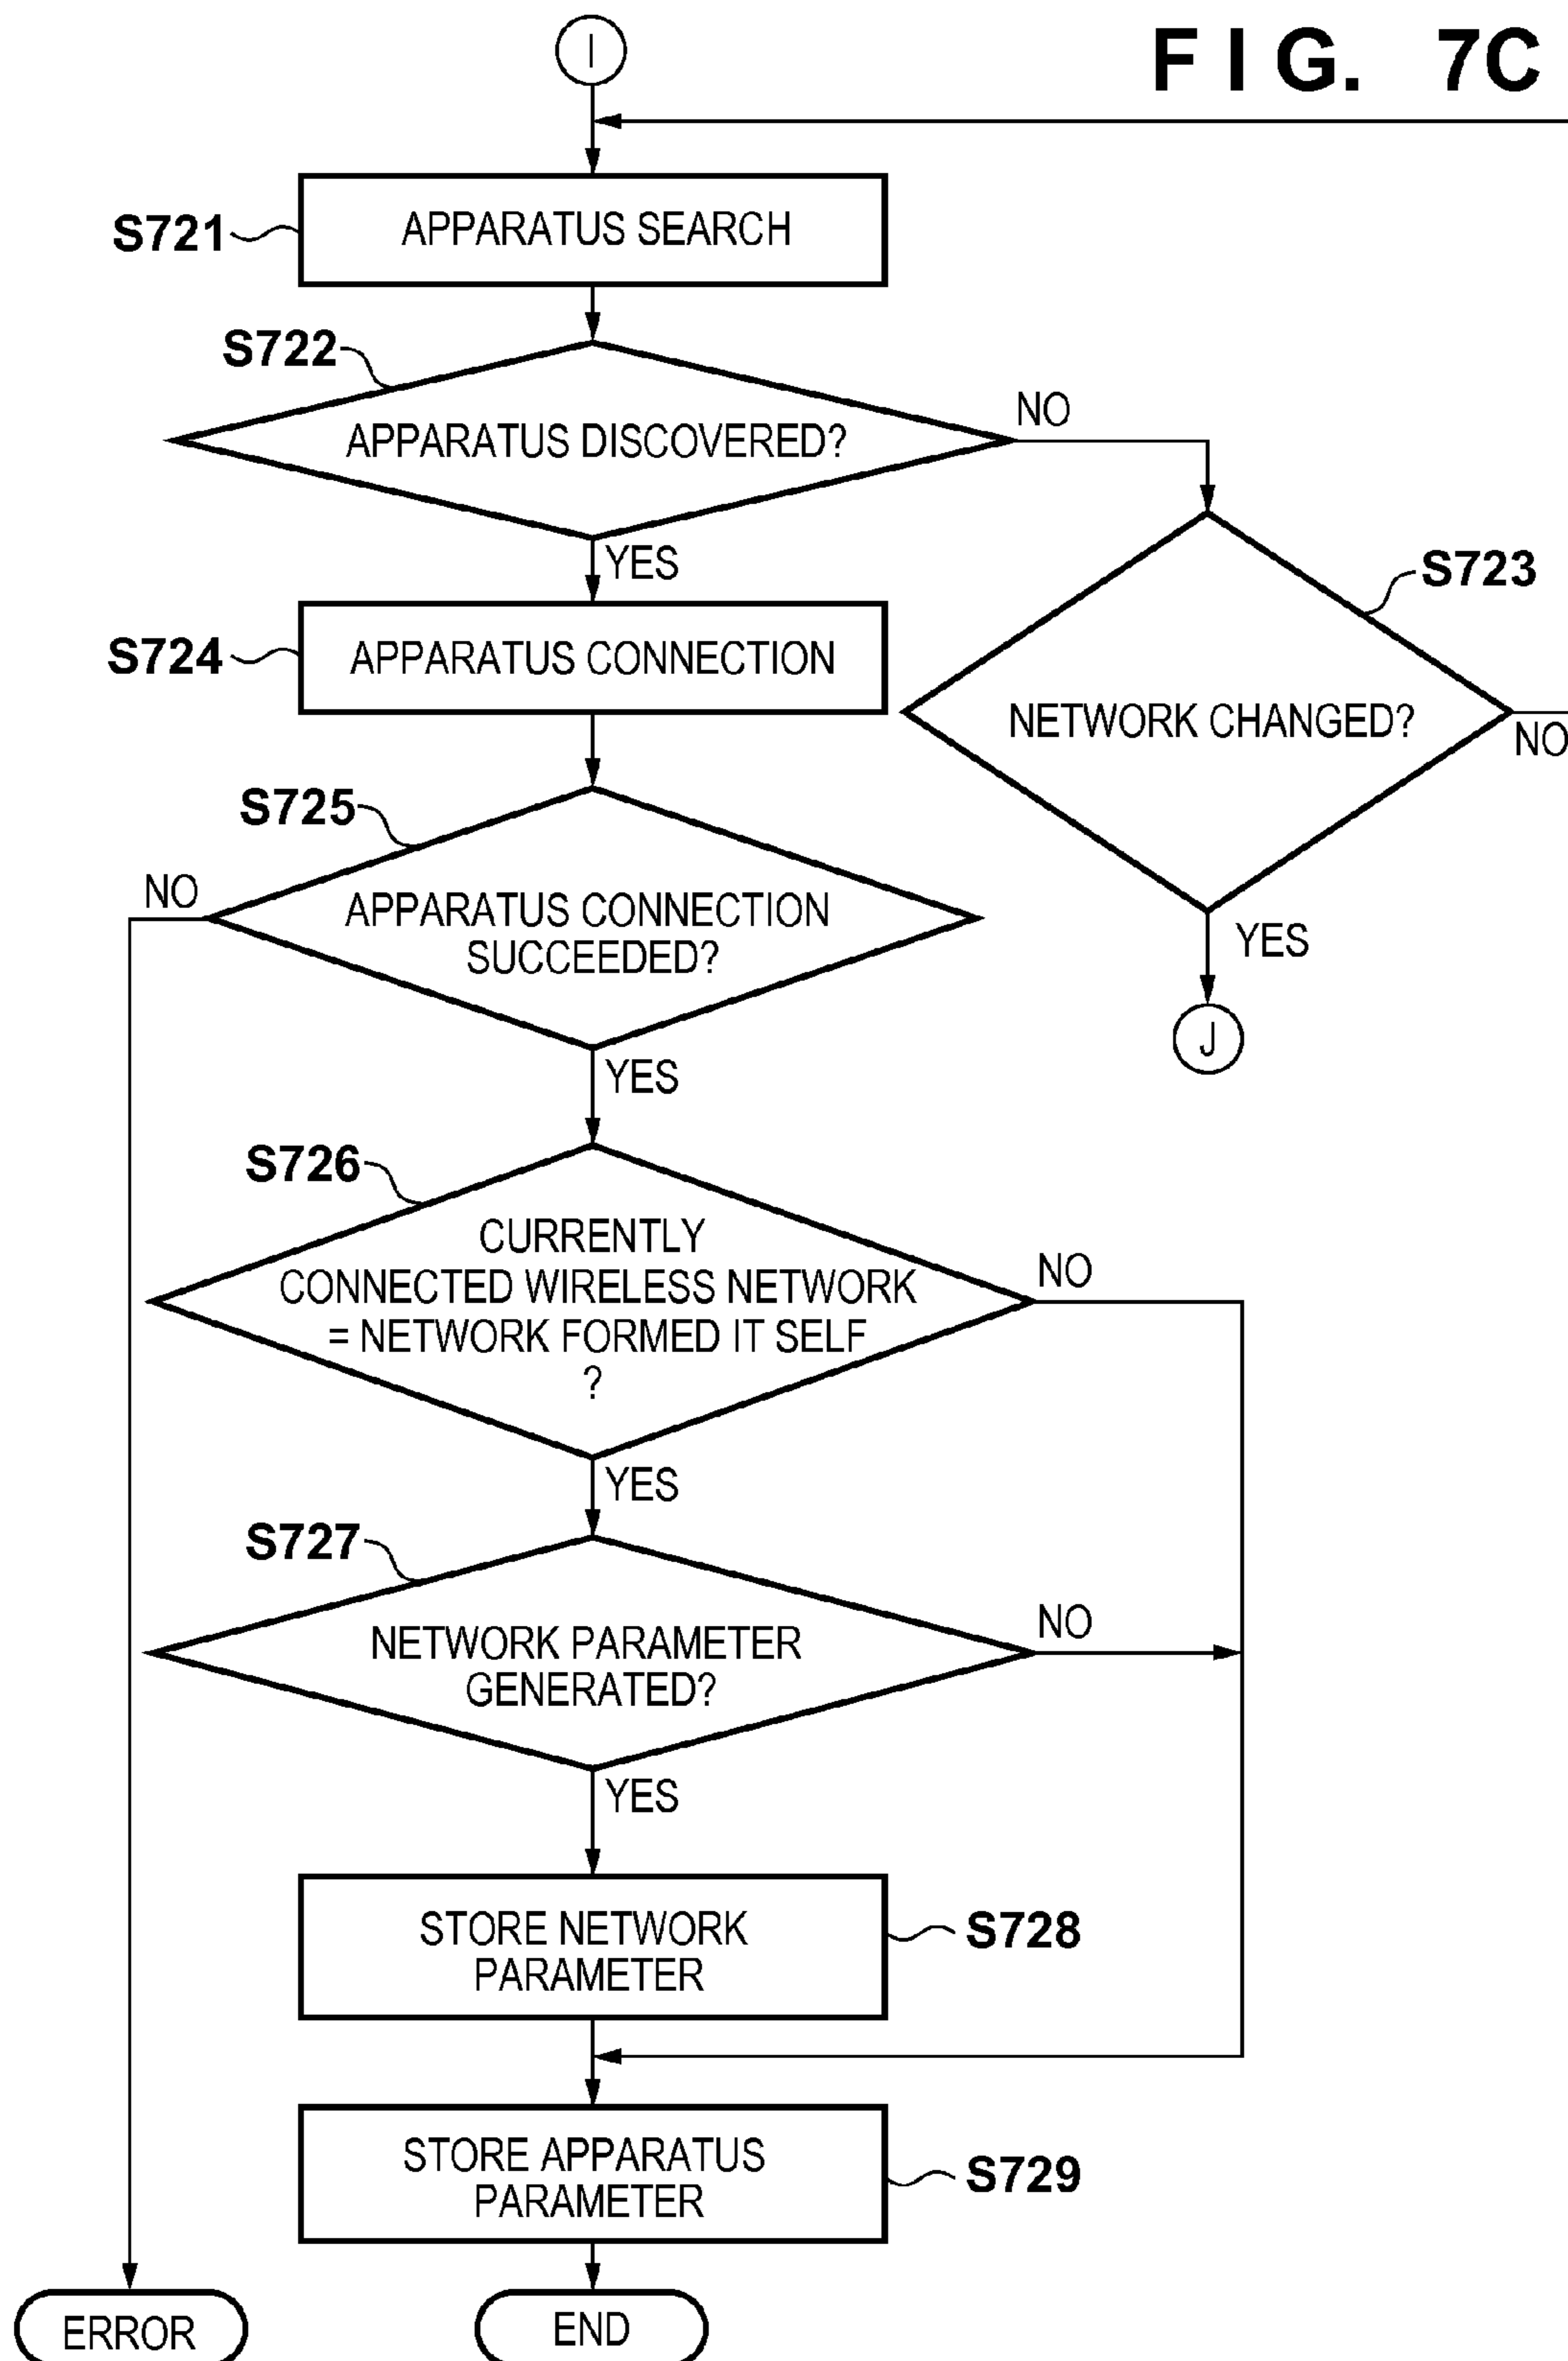 I
F I G. 7C
S721
APPARATUS SEARCH
S722
APPARATUS DISCOVERED?
NO
YES
S723
S724
APPARATUS CONNECTION
NETWORK CHANGED?
NO
S725
NO
APPARATUS CONNECTION
SUCCEEDED?
YES
J
YES
S726
CURRENTLY
CONNECTED WIRELESS NETWORK
= NETWORK FORMED IT SELF
?
NO
YES
S727
NETWORK PARAMETER
GENERATED?
NO
YES
STORE NETWORK
PARAMETER
S728
STORE APPARATUS
PARAMETER
S729
ERROR
END